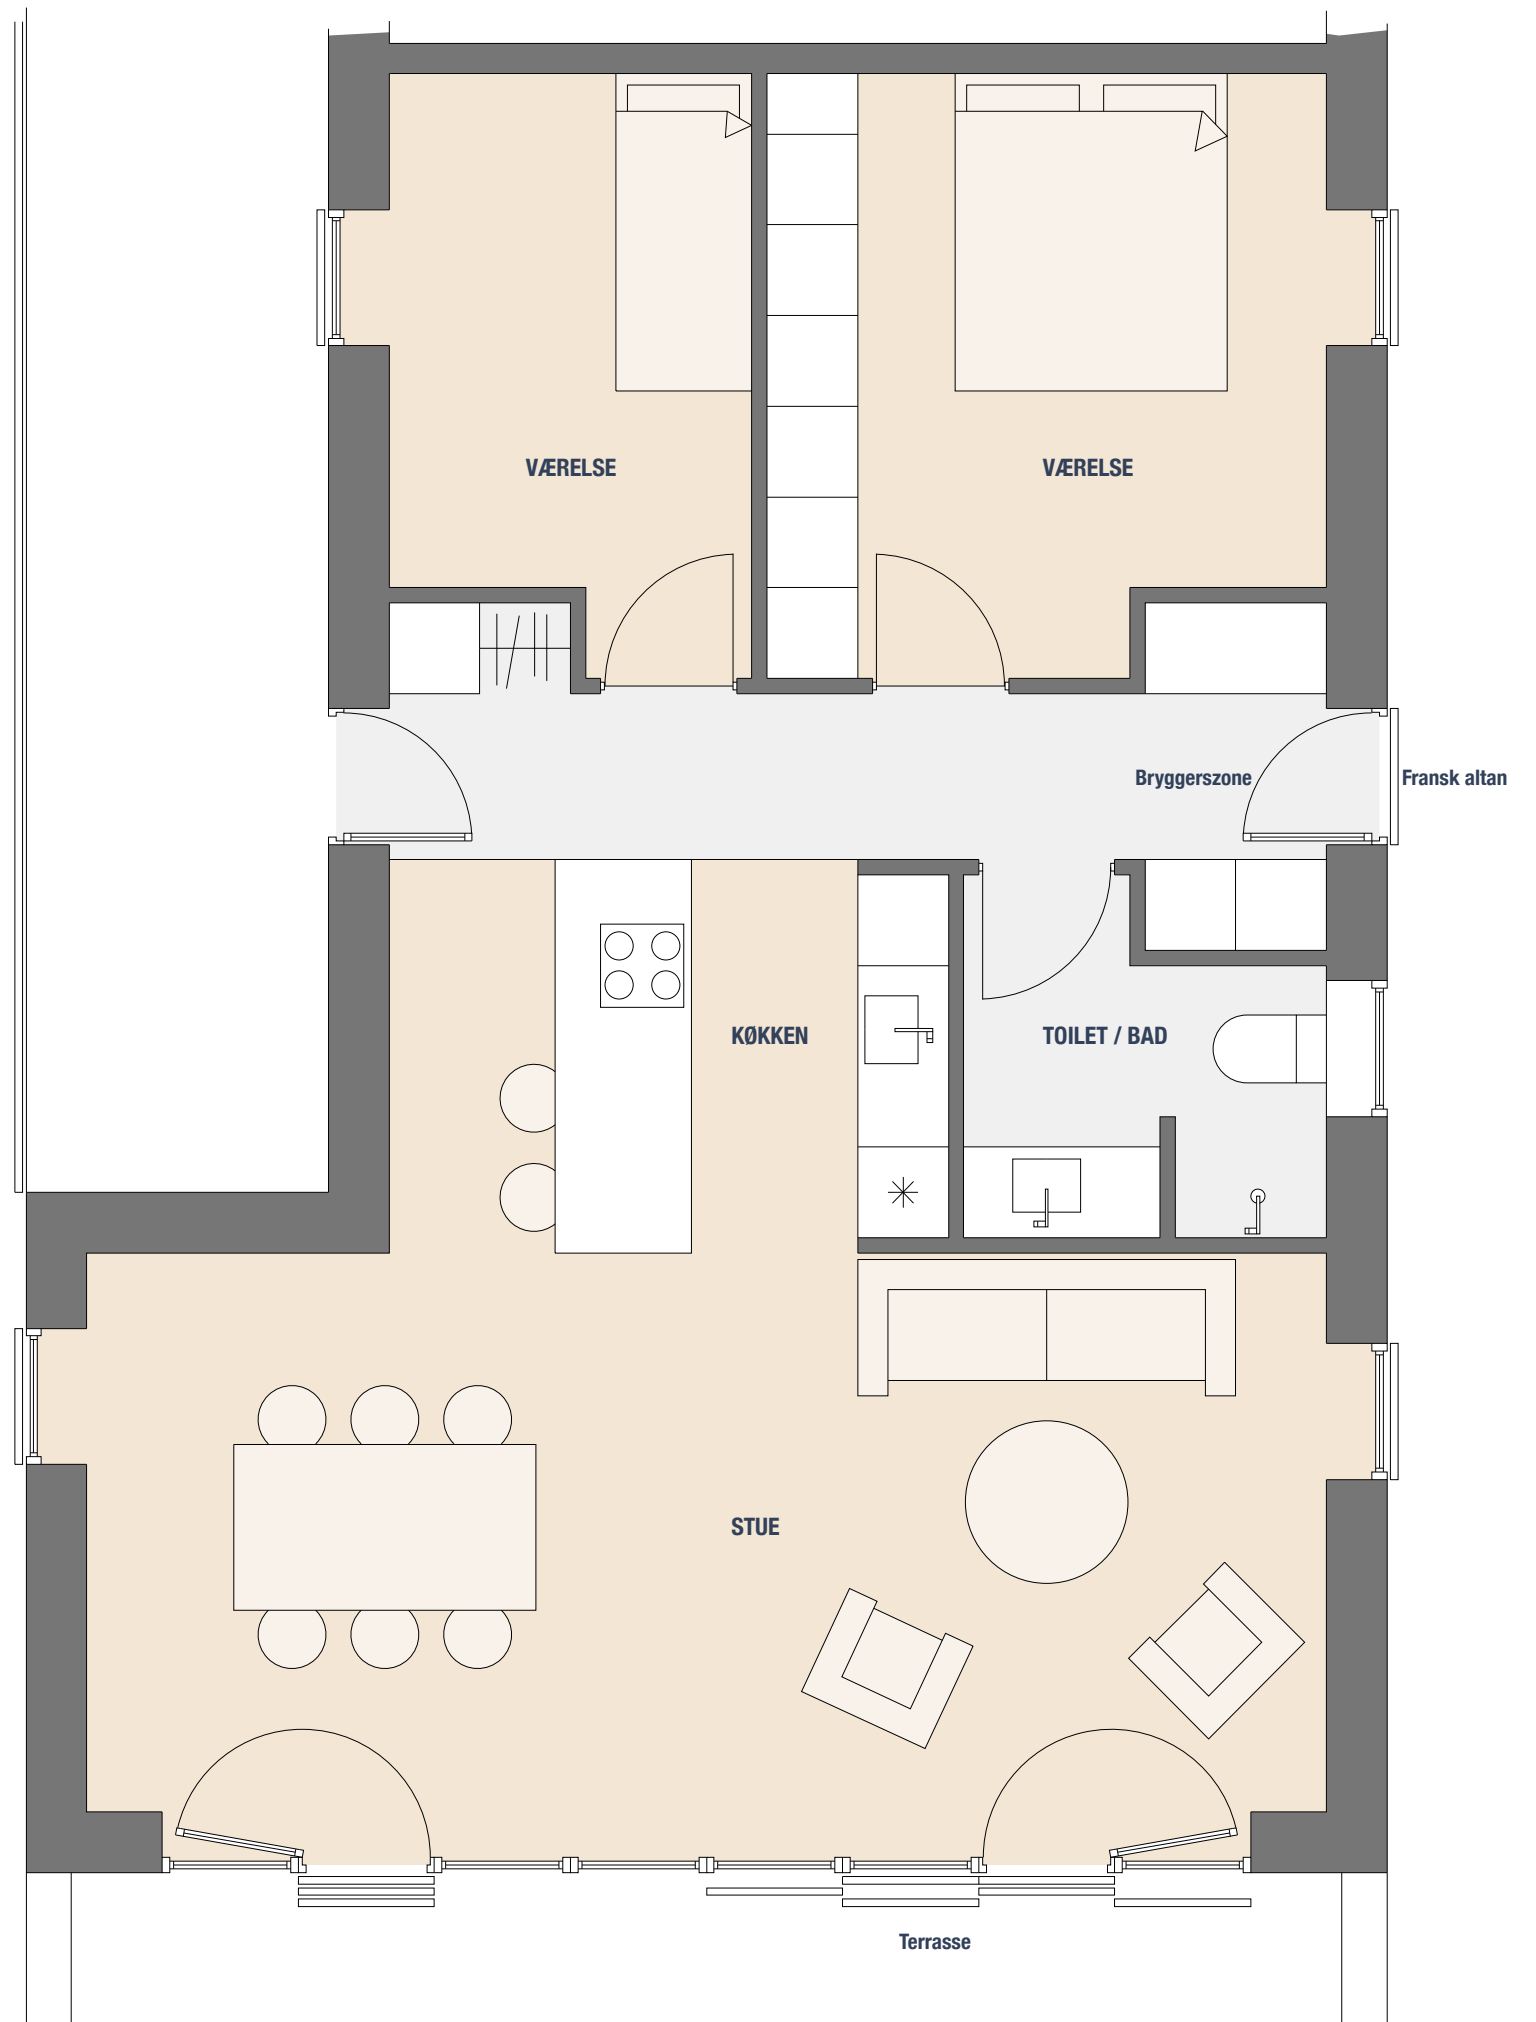 VÆRELSE
VÆRELSE
Bryggerszone
Fransk altan
KØKKEN
TOILET / BAD
STUE
Terrasse